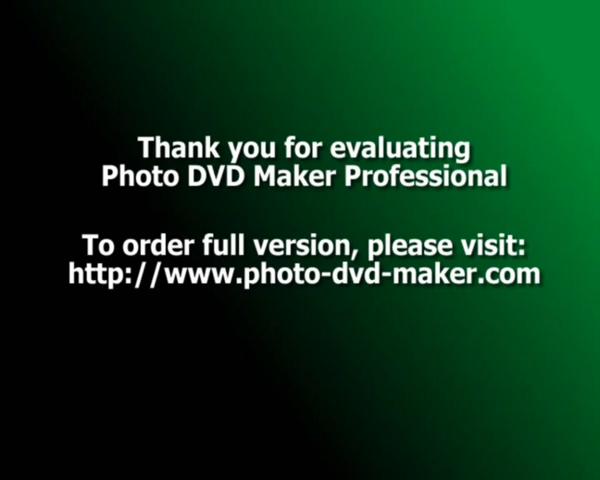 Thank you for evaluating
Photo DVD Maker Professional
To order full version, please visit:
http://www.photo-dvd-maker.com